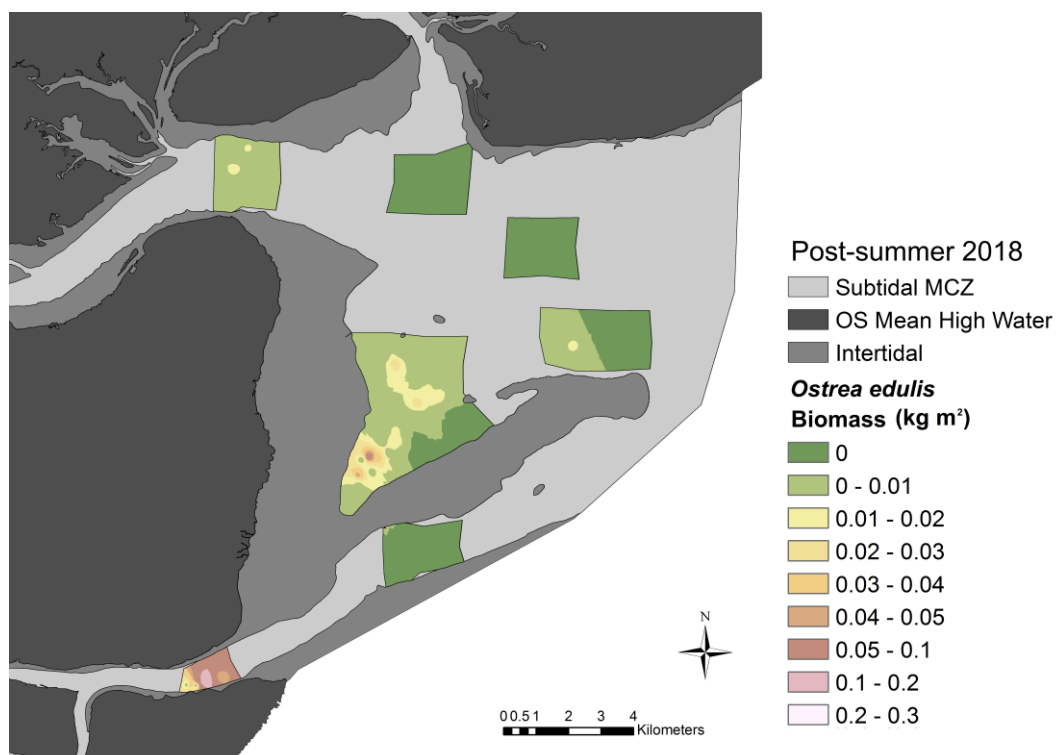 Post-summer 2018
Subtidal MCZ
OS Mean High Water
Intertidal
Ostrea edulis
Biomass (kg m²)
0
0 - 0.01
0.01 - 0.02
0.02 - 0.03
0.03 - 0.04
0.04 - 0.05
0.05 - 0.1
0.1 - 0.2
0.2 - 0.3
N
0 0.5 1 2 3 4
Kilometers